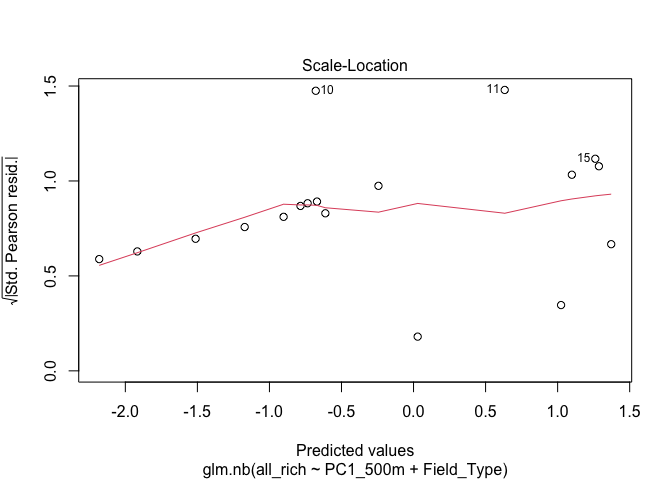 Scale-Location
√|Std. Pearson resid.|
1.5
1.0
0.5
0.0
10
11
15
-2.0 -1.5 -1.0 -0.5 0.0 0.5 1.0 1.5
Predicted values
glm.nb(all_rich ~ PC1_500m + Field_Type)